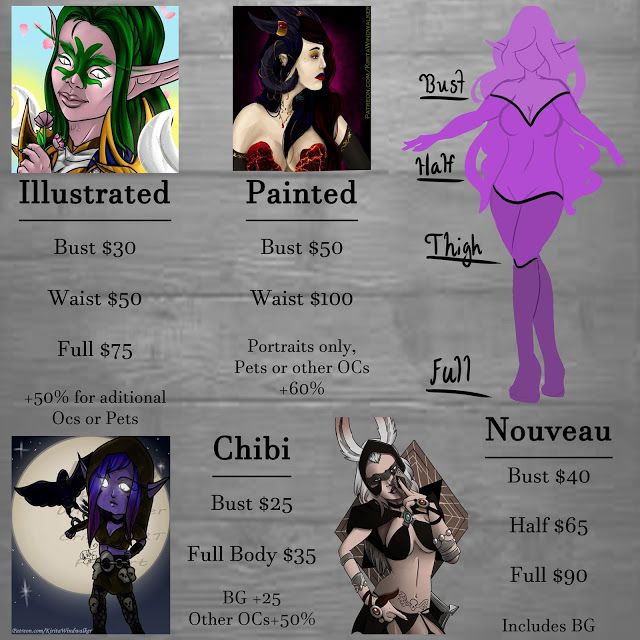 Illustrated
Bust $30
Waist $50
Full $75
+50% for aditional
Ocs or Pets
Patreon.com/KiritaWindwalker
Painted
Bust $50
Waist $100
Portraits only,
Pets or other OCs
+60%
Bust
Half
Thigh
Full
Patreon.com/KiritaWindwalker
Chibi
Bust $25
Full Body $35
BG +25
Other OCs+50%
Nouveau
Bust $40
Half $65
Full $90
Includes BG